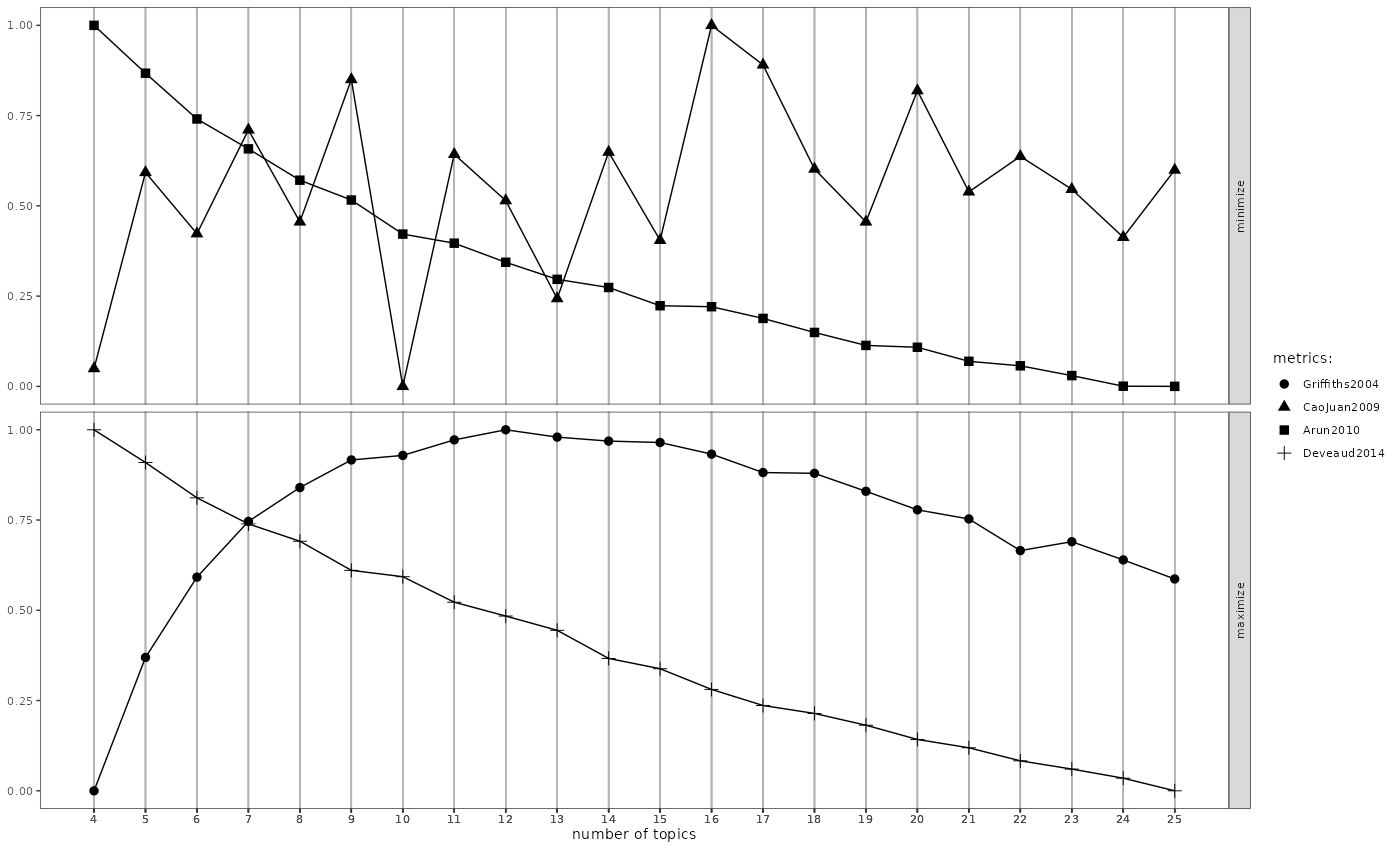 1.00
0.75
0.50
0.25
0.00
minimize
1.00
0.75
0.50
0.25
0.00
maximize
4 5 6 7 8 9 10 11 12 13 14 15 16 17 18 19 20 21 22 23 24 25
number of topics
metrics:
Griffiths2004
CaoJuan2009
Arun2010
Deveaud2014